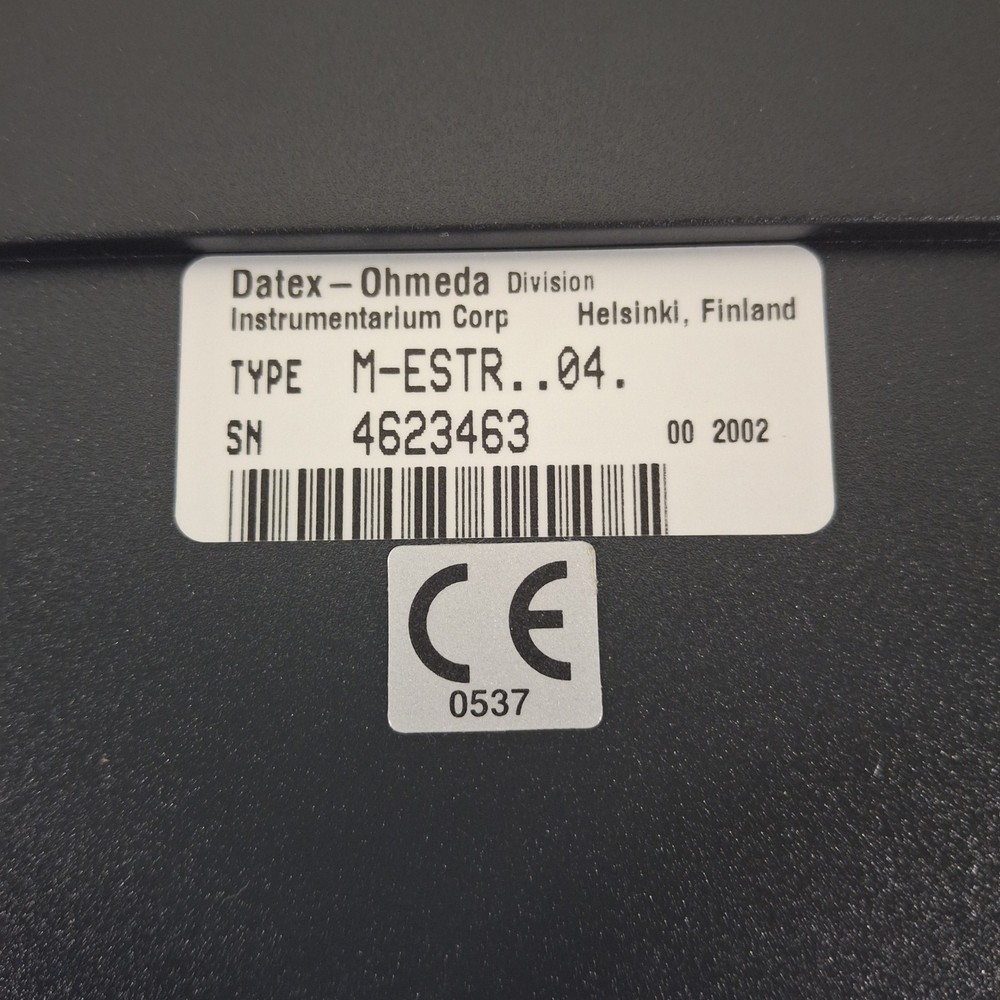 Datex-Ohmeda Division
Instrumentarium Corp Helsinki, Finland
TYPE M-ESTR..04.
SN 4623463 00 2002
CE
0537